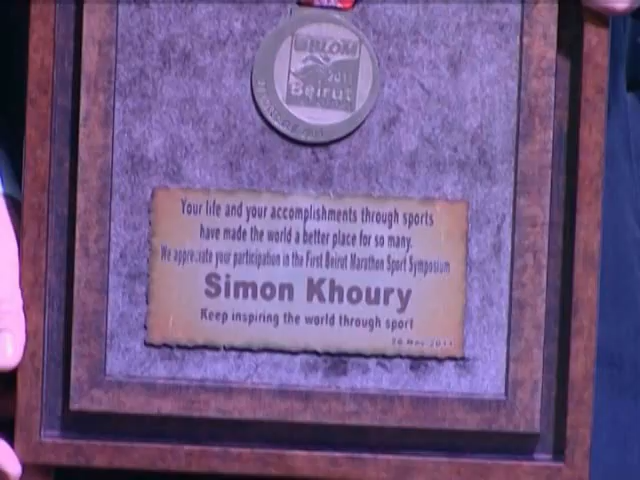 BLOM
2011
Beirut
Your life and your accomplishments through sports
have made the world a better place for so many.
We appreciate your participation in the First Beirut Marathon Sport Symposium
Simon Khoury
Keep inspiring the world through sport